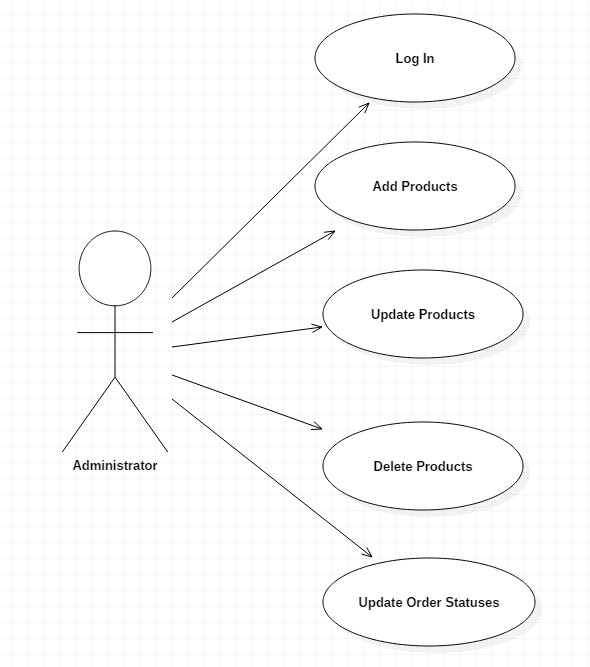 Log In
Add Products
Update Products
Delete Products
Administrator
Update Order Statuses